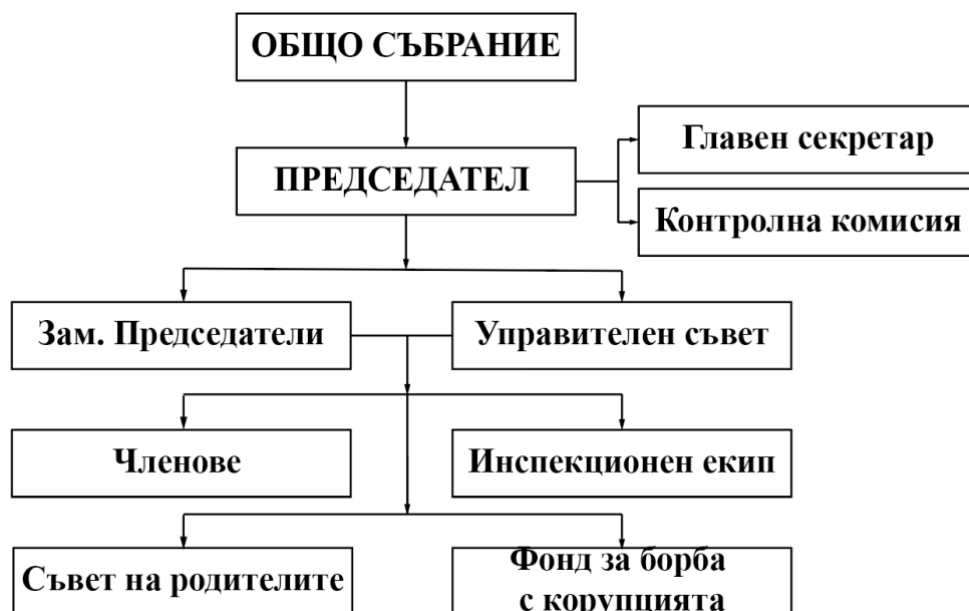 ОБЩО СЪБРАНИЕ
Главен секретар
ПРЕДСЕДАТЕЛ
Контролна комисия
Зам. Председатели
Управителен съвет
Членове
Инспекционен екип
Съвет на родителите
Фонд за борба
с корупцията